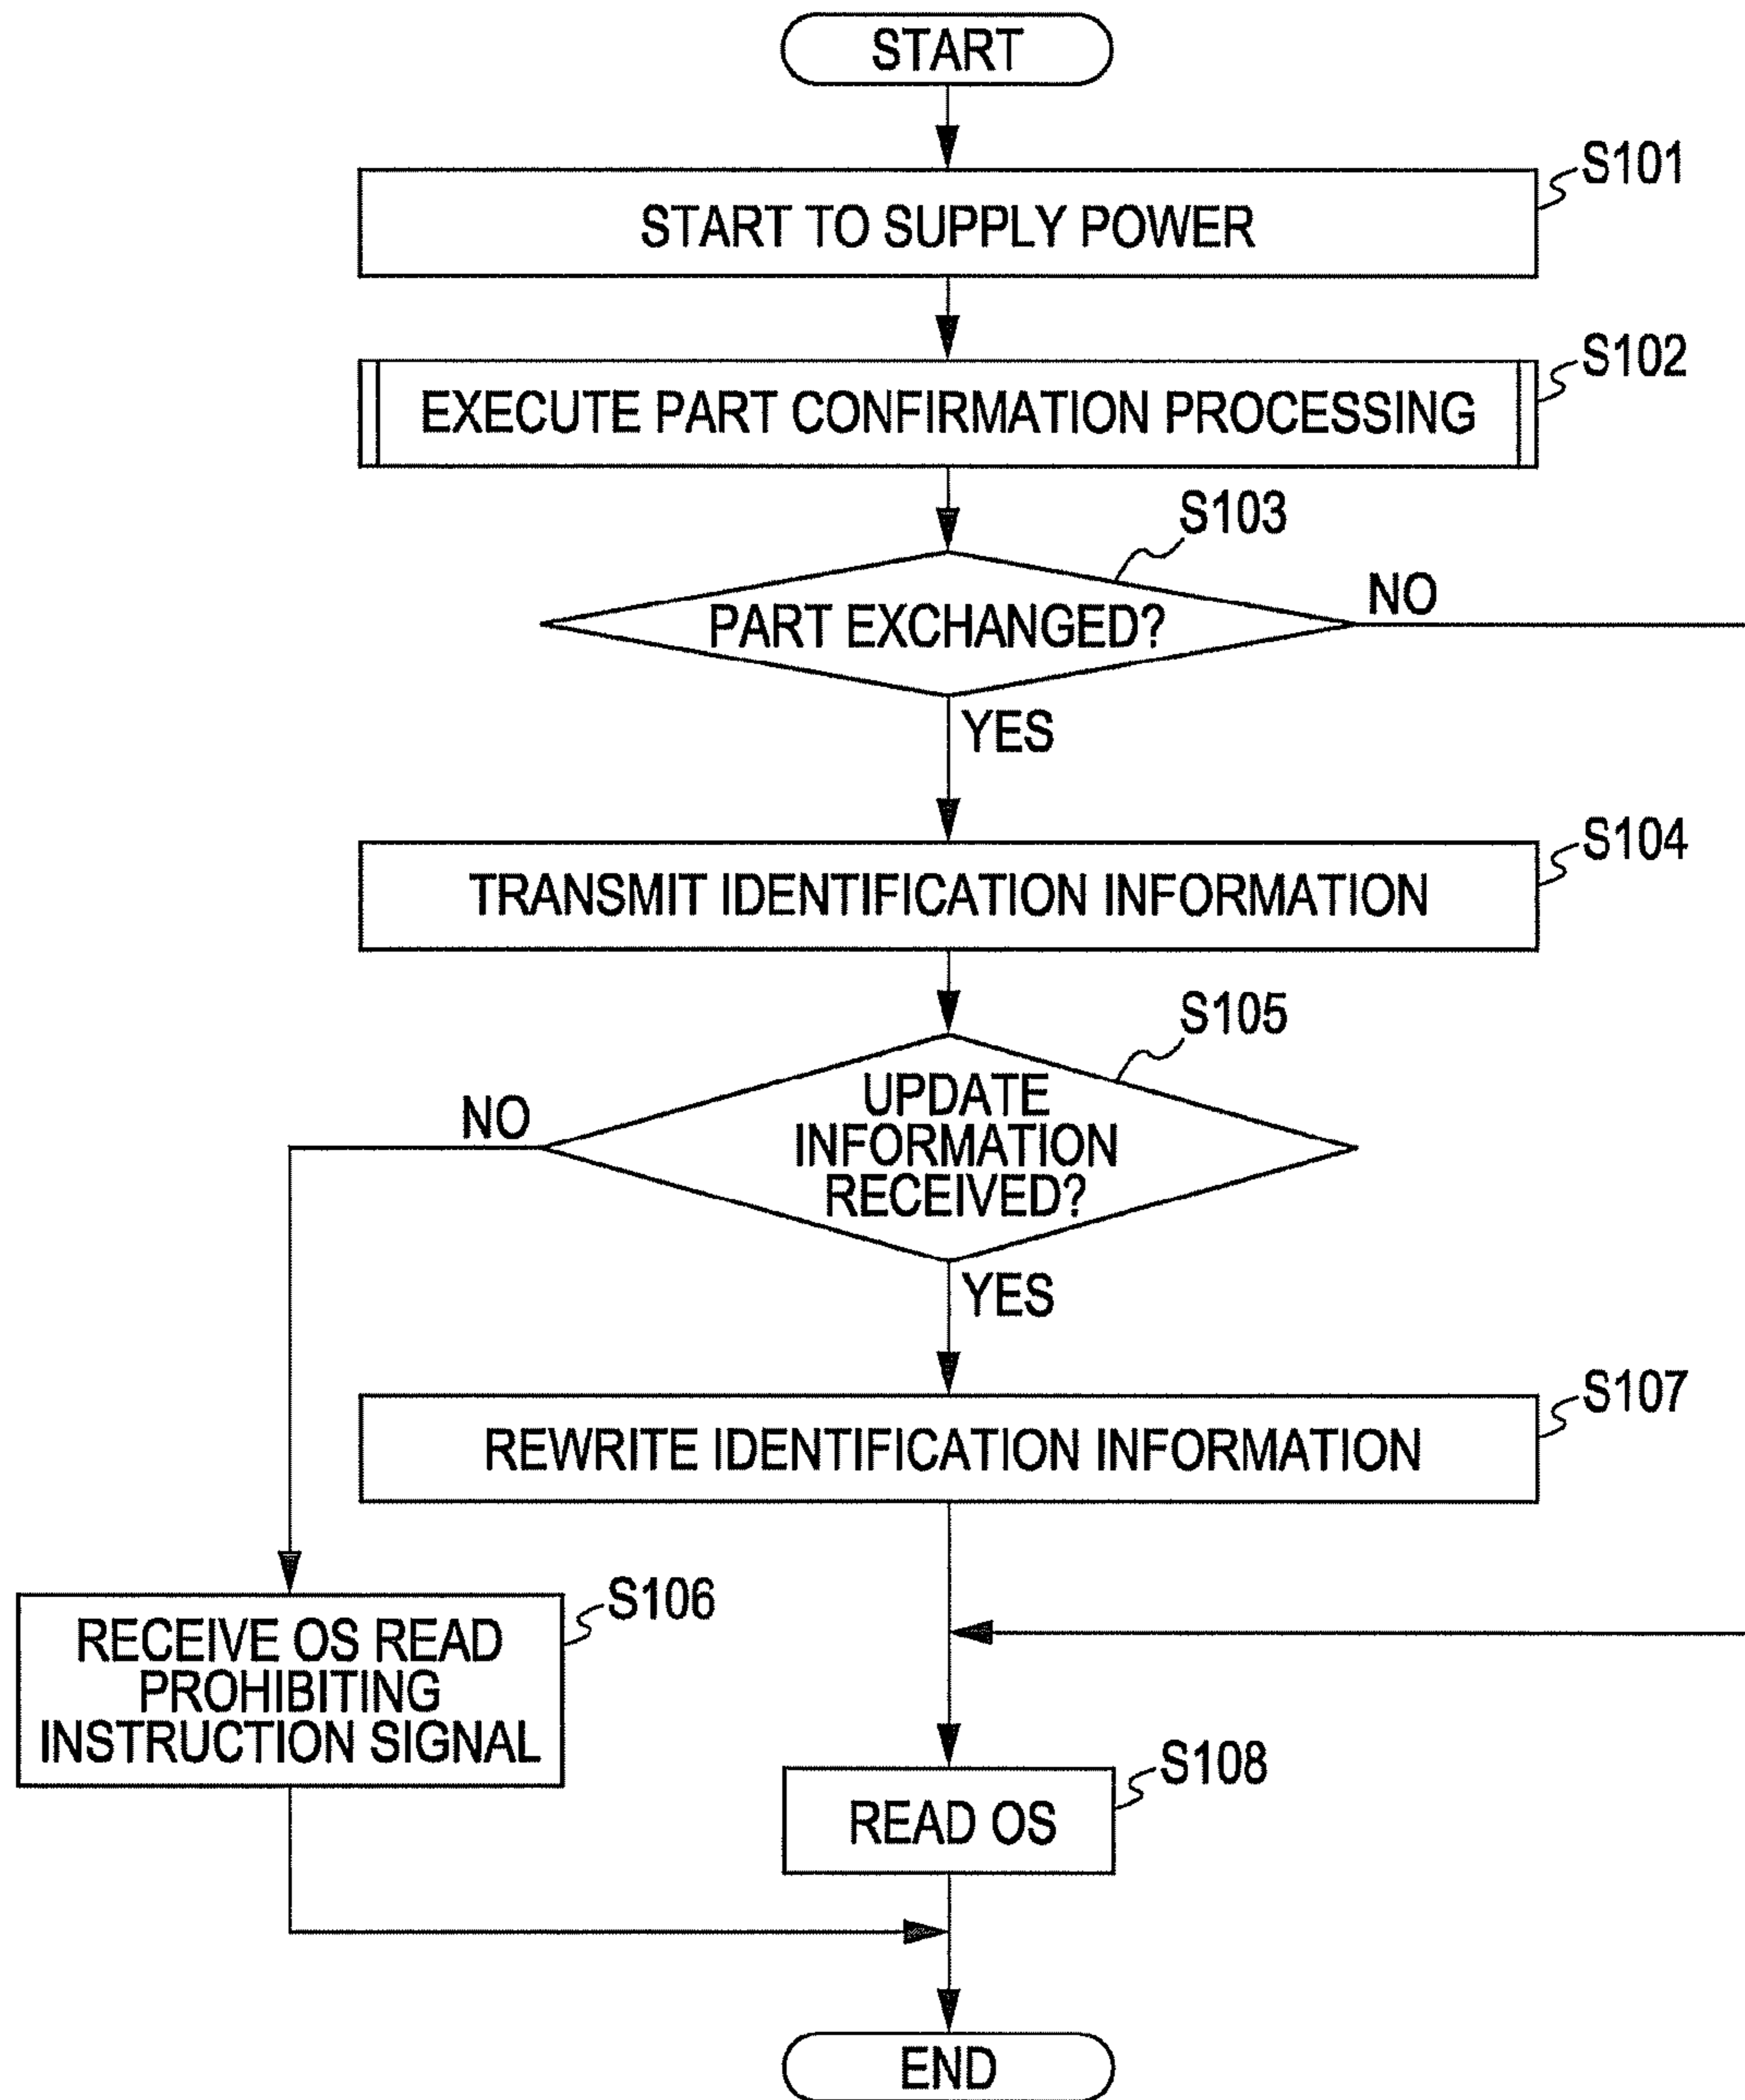 START
S101
START TO SUPPLY POWER
S102
EXECUTE PART CONFIRMATION PROCESSING
S103
PART EXCHANGED?
NO
YES
S104
TRANSMIT IDENTIFICATION INFORMATION
S105
UPDATE
INFORMATION
RECEIVED?
NO
YES
S107
REWRITE IDENTIFICATION INFORMATION
S106
RECEIVE OS READ
PROHIBITING
INSTRUCTION SIGNAL
S108
READ OS
END